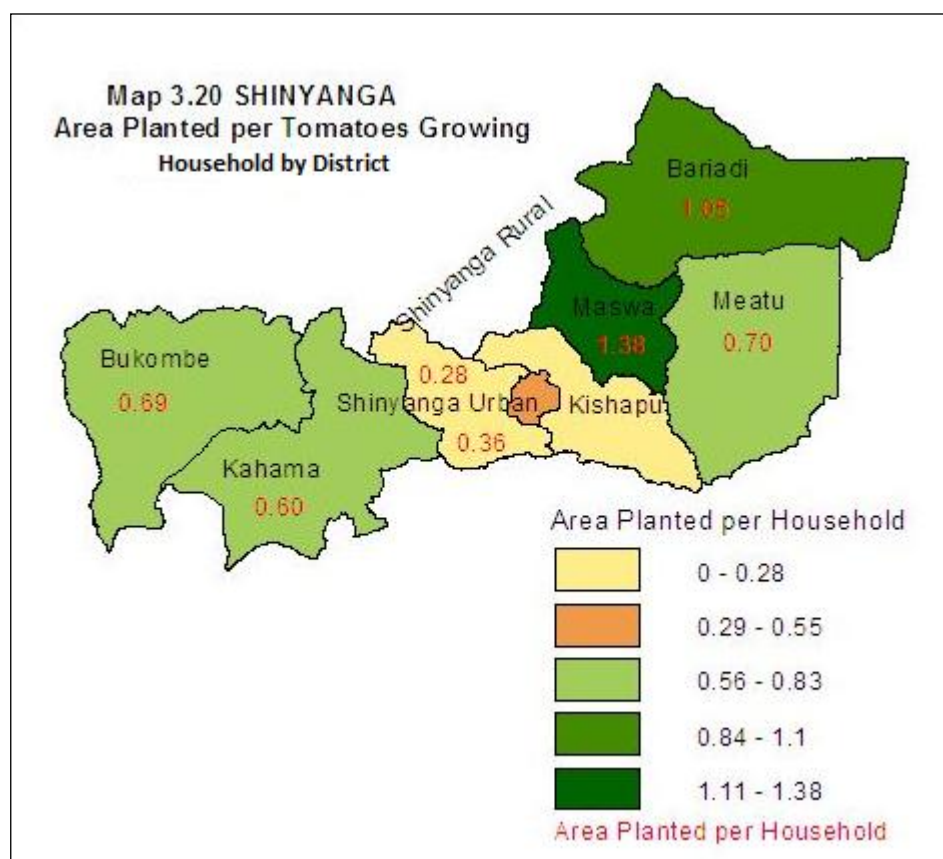 Map 3.20 SHINYANGA
Area Planted per Tomatoes Growing
Household by District
Bariadi
1.05
Shinyanga Rural
Maswa
1.38
Meatu
0.70
Bukombe
0.69
0.28
Shinyanga Urban
0.36
Kishapu
Kahama
0.60
Area Planted per Household
0 - 0.28
0.29 - 0.55
0.56 - 0.83
0.84 - 1.1
1.11 - 1.38
Area Planted per Household